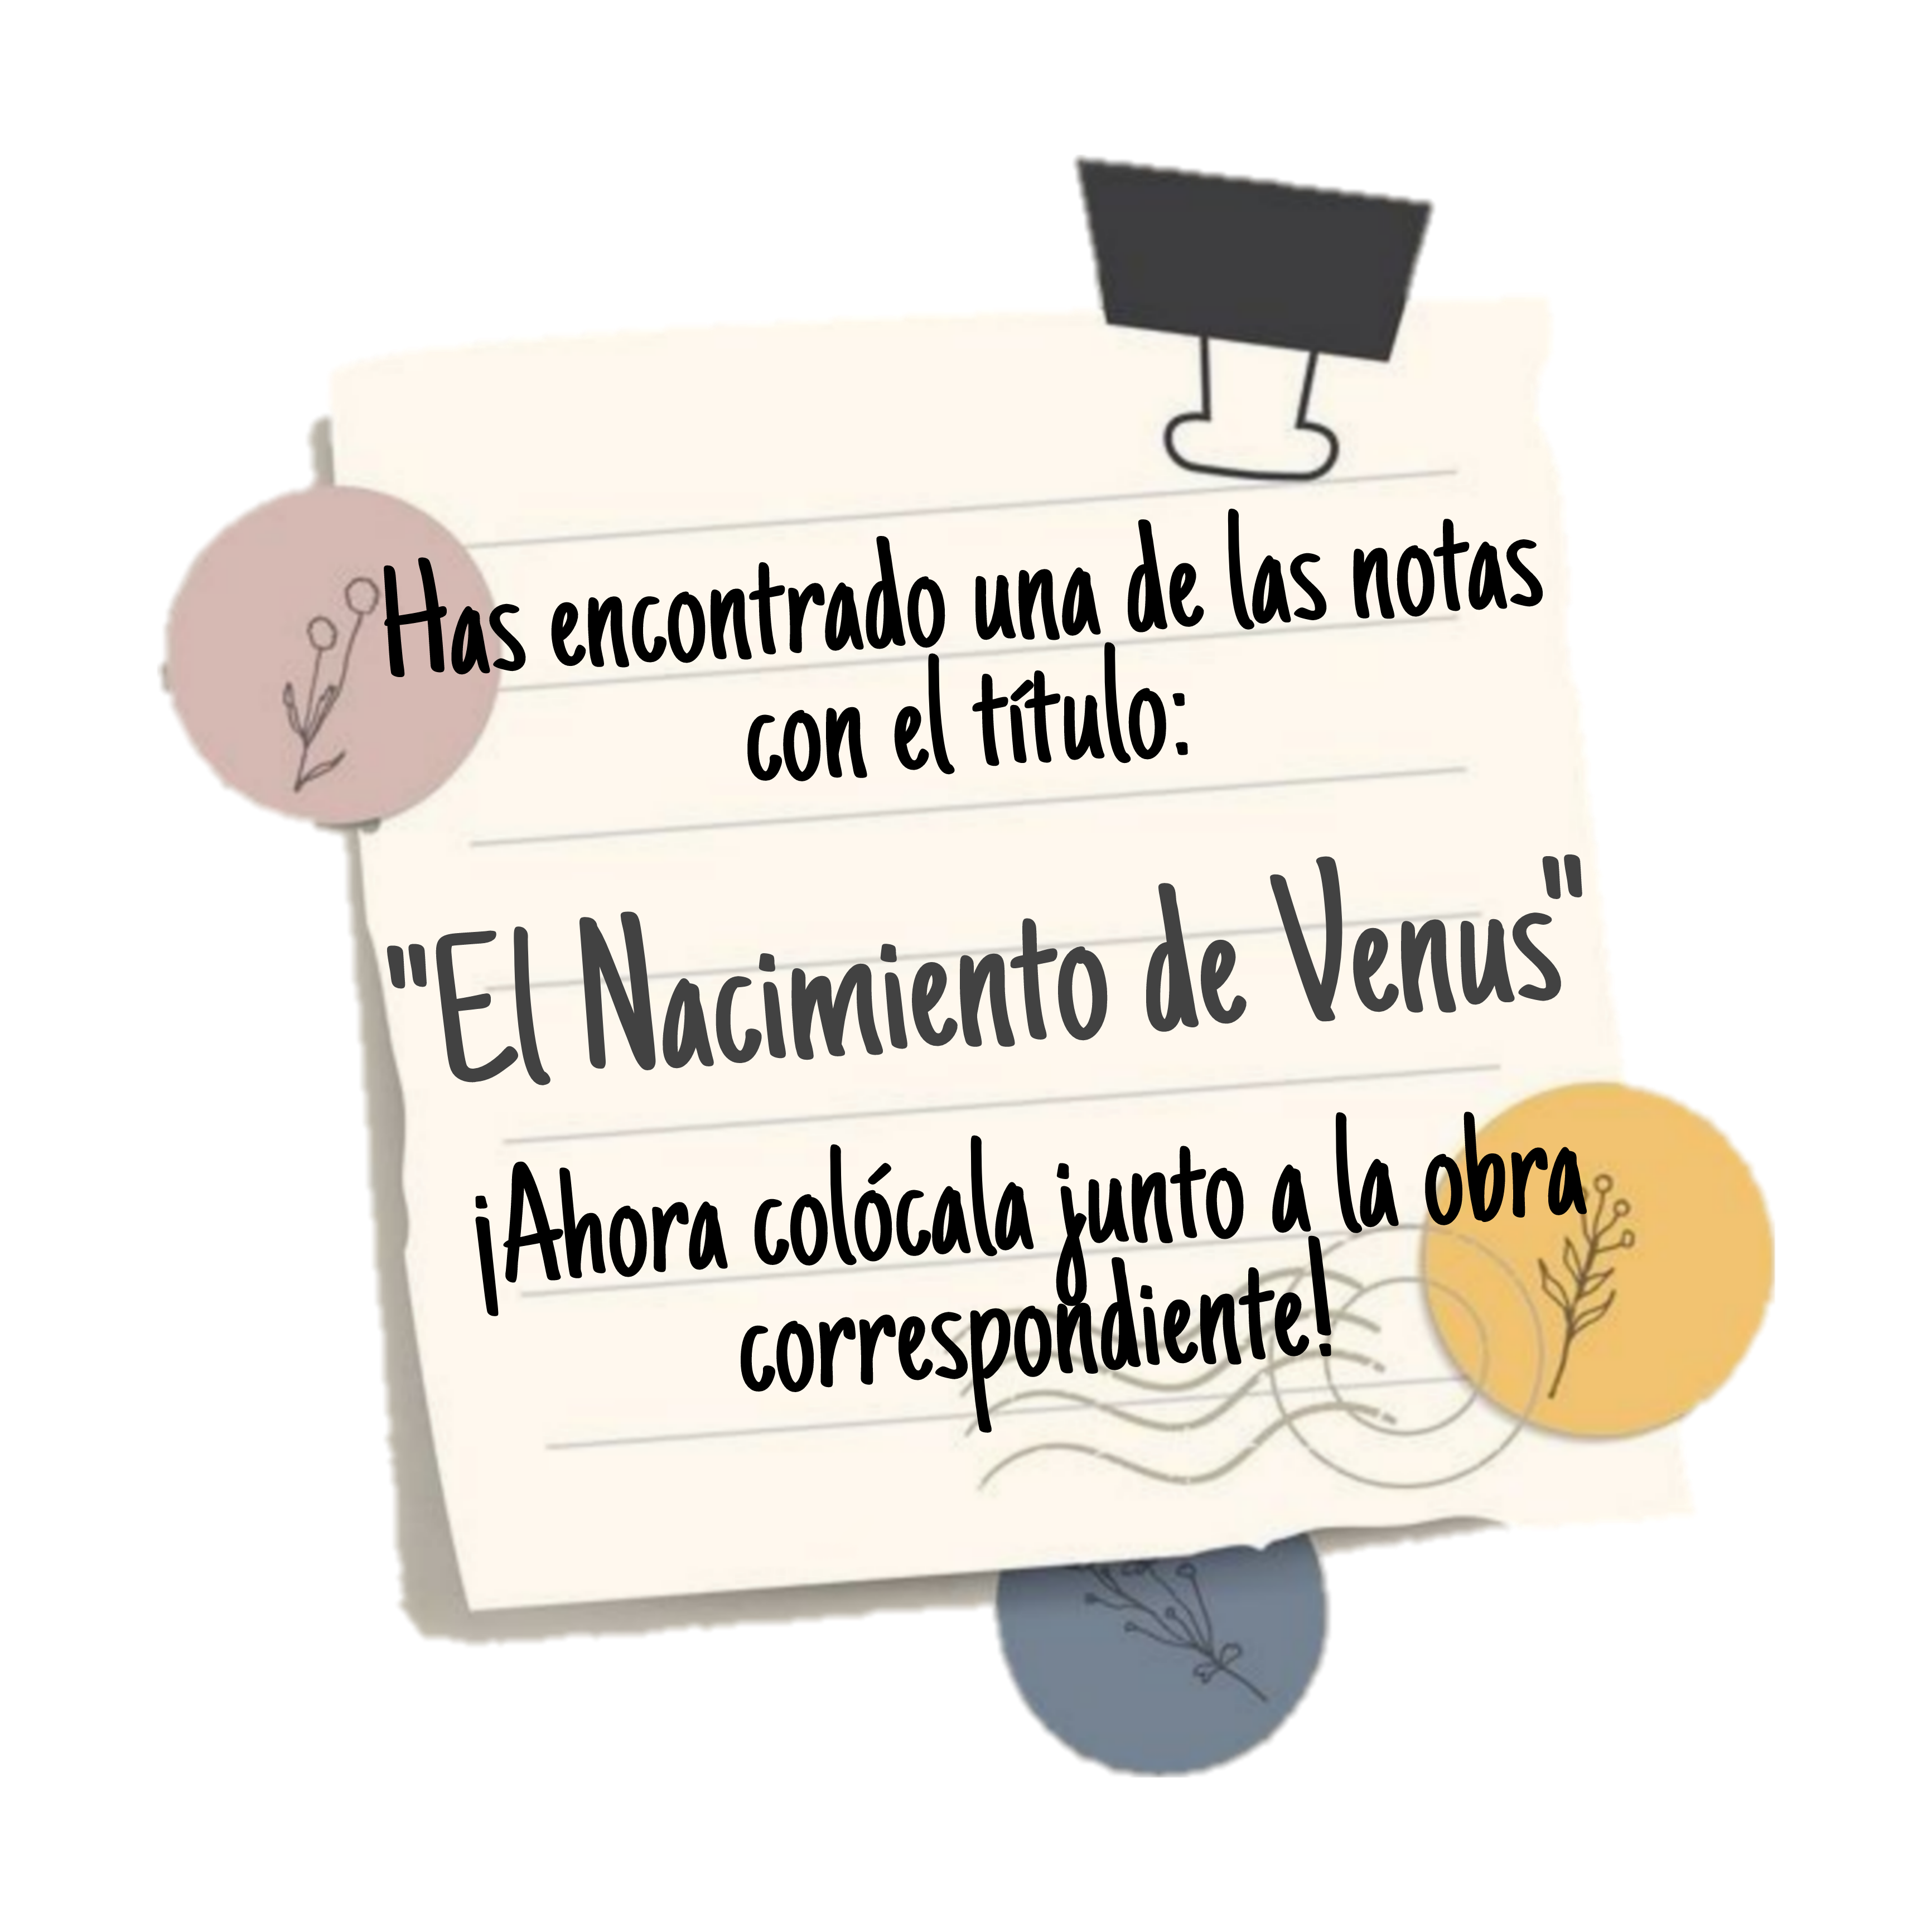 Has encontrado una de las notas
con el título:
"El Nacimiento de Venus"
¡Ahora colócala junto a la obra
correspondiente!